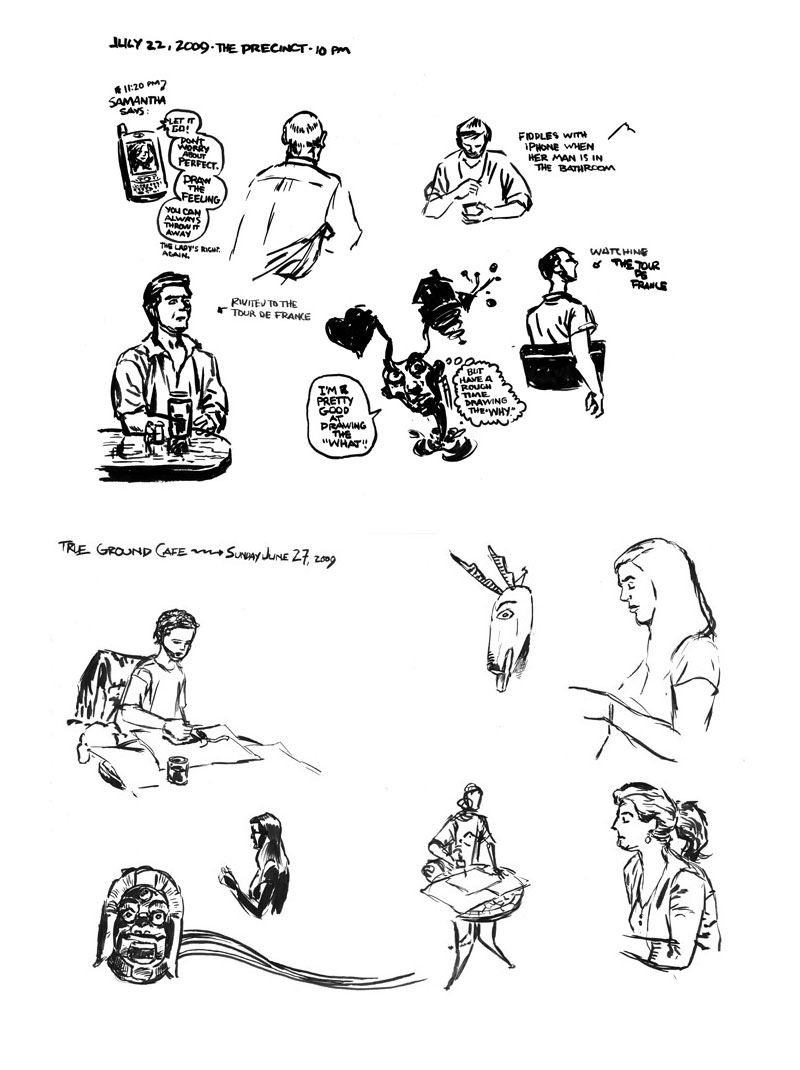 JULY 22, 2009 · THE PRECINCT · 10 PM
11:20 PM
SAMANTHA
SAYS:
LET IT
GO!
DON'T
WORRY
ABOUT
PERFECT.
DRAW
THE
FEELING
YOU CAN
ALWAYS
THROW IT
AWAY
THE LADY'S RIGHT.
AGAIN.
FIDDLES WITH
iPHONE WHEN
HER MAN IS IN
THE BATHROOM
RIVITED TO THE
TOUR DE FRANCE
WATCHING
THE TOUR
DE
FRANCE
I'M
PRETTY
GOOD
AT
DRAWING
THE
"WHAT"!
BUT
HAVE A
ROUGH
TIME
DRAWING
THE "WHY."
TRUE GROUND CAFE → SUNDAY JUNE 27, 2009